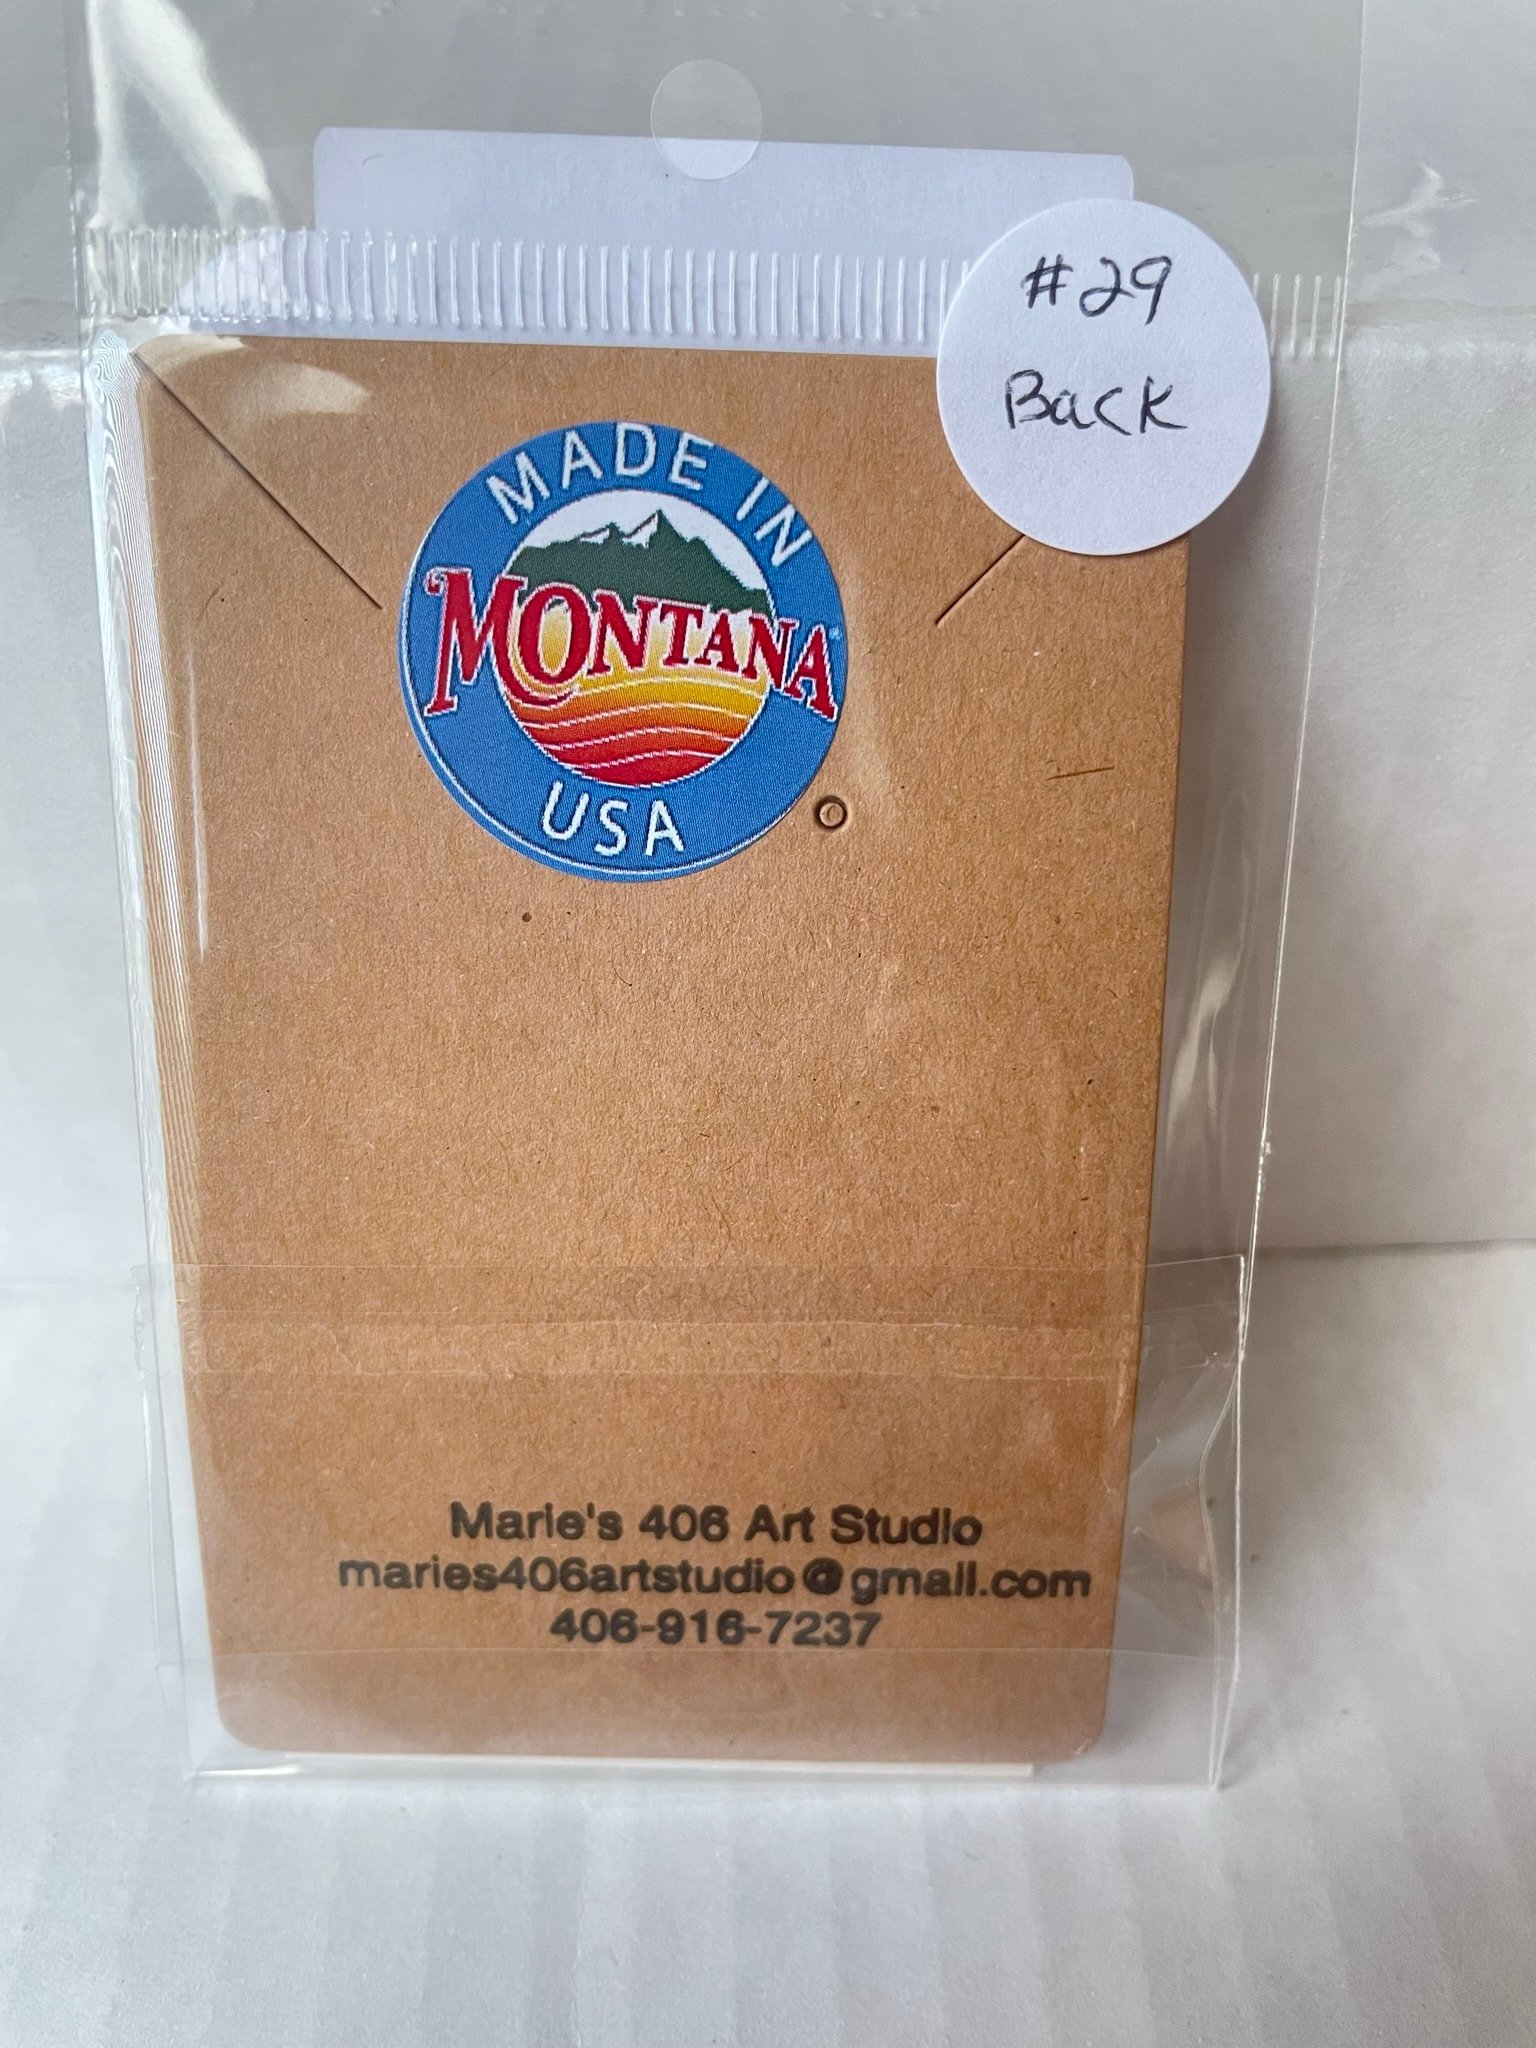 #29
Back
MADE IN
MONTANA
USA
Marie's 406 Art Studio
maries406artstudio@gmail.com
406-916-7237